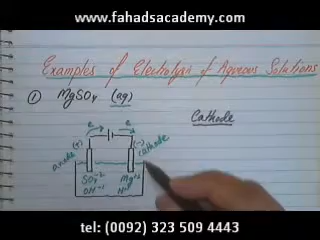 www.fahadsacademy.com
Examples of Electrolysis of Aqueous Solutions
① MgSO₄ (aq)
Cathode
e e
(+) (-)
anode cathode
SO₄⁻² Mg⁺²
OH⁻¹ H⁺¹
tel: (0092) 323 509 4443